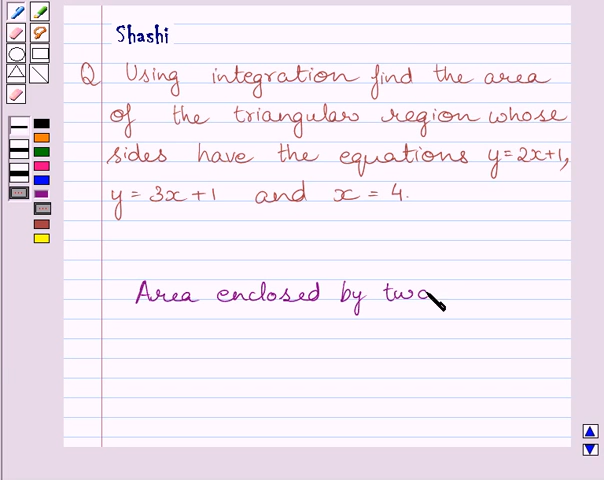 Shashi
Q Using integration find the area
of the triangular region whose
sides have the equations y=2x+1,
y = 3x+1 and x = 4.
Area enclosed by two